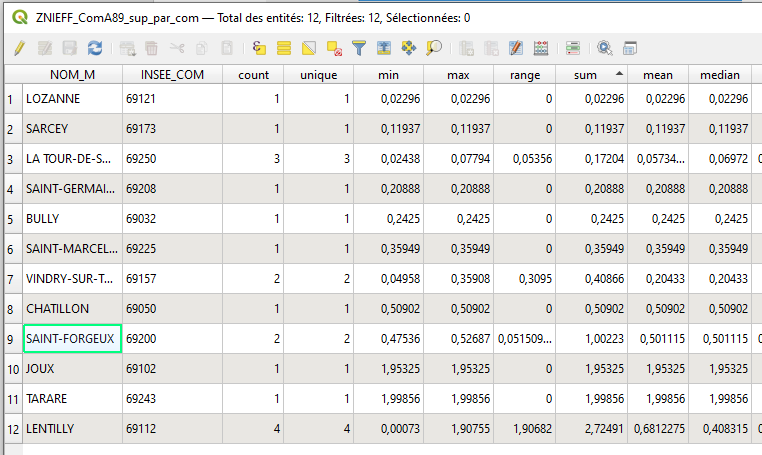 ZNIEFF_ComA89_sup_par_com — Total des entités: 12, Filtrées: 12, Sélectionnées: 0
NOM_M INSEE_COM count unique min max range sum mean median
1 LOZANNE 69121 1 1 0,02296 0,02296 0 0,02296 0,02296 0,02296
2 SARCEY 69173 1 1 0,11937 0,11937 0 0,11937 0,11937 0,11937
3 LA TOUR-DE-S... 69250 3 3 0,02438 0,07794 0,05356 0,17204 0,05734... 0,06972
4 SAINT-GERMAI... 69208 1 1 0,20888 0,20888 0 0,20888 0,20888 0,20888
5 BULLY 69032 1 1 0,2425 0,2425 0 0,2425 0,2425 0,2425
6 SAINT-MARCEL... 69225 1 1 0,35949 0,35949 0 0,35949 0,35949 0,35949
7 VINDRY-SUR-T... 69157 2 2 0,04958 0,35908 0,3095 0,40866 0,20433 0,20433
8 CHATILLON 69050 1 1 0,50902 0,50902 0 0,50902 0,50902 0,50902
9 SAINT-FORGEUX 69200 2 2 0,47536 0,52687 0,051509... 1,00223 0,501115 0,501115
10 JOUX 69102 1 1 1,95325 1,95325 0 1,95325 1,95325 1,95325
11 TARARE 69243 1 1 1,99856 1,99856 0 1,99856 1,99856 1,99856
12 LENTILLY 69112 4 4 0,00073 1,90755 1,90682 2,72491 0,6812275 0,408315